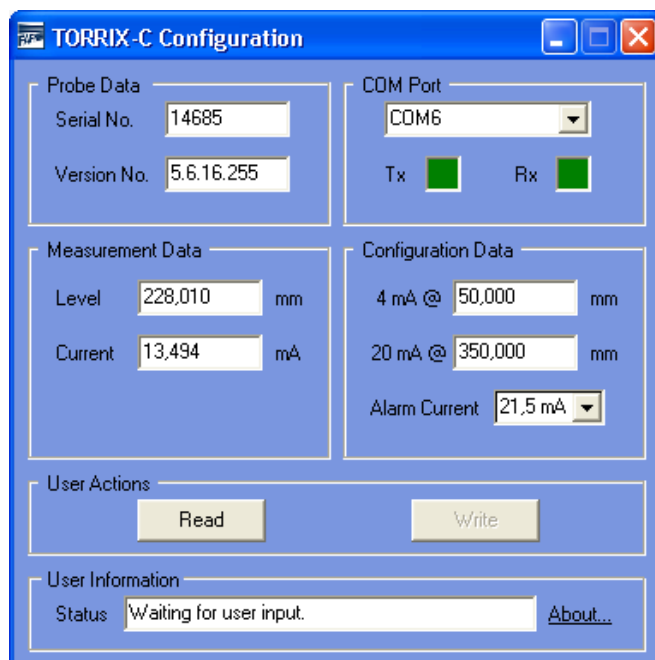 TORRIX-C Configuration
Probe Data
Serial No. 14685
Version No. 5.6.16.255
COM Port
COM6
Tx Rx
Measurement Data
Level 228,010 mm
Current 13,494 mA
Configuration Data
4 mA @ 50,000 mm
20 mA @ 350,000 mm
Alarm Current 21,5 mA
User Actions
Read Write
User Information
Status Waiting for user input. About...